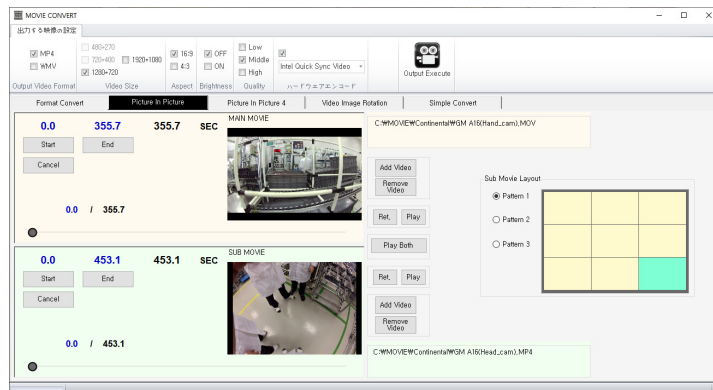 MOVIE CONVERT
出力する映像の設定
MP4
WMV
Output Video Format
480×270
720×400
1280×720
1920×1080
Video Size
16:9
4:3
Aspect
OFF
ON
Brightness
Low
Middle
High
Quality
Intel Quick Sync Video
ハードウェアエンコード
Output Execute
Format Convert
Picture In Picture
Picture In Picture 4
Video Image Rotation
Simple Convert
0.0 355.7 355.7 SEC
Start End
Cancel
0.0 / 355.7
MAIN MOVIE
C:¥MOVIE¥Continental¥GM A16(Hand_cam).MOV
Add Video
Remove
Video
Ret. Play
Play Both
Ret. Play
Add Video
Remove
Video
Sub Movie Layout
Pattern 1
Pattern 2
Pattern 3
0.0 453.1 453.1 SEC
Start End
Cancel
0.0 / 453.1
SUB MOVIE
C:¥MOVIE¥Continental¥GM A16(Head_cam).MP4